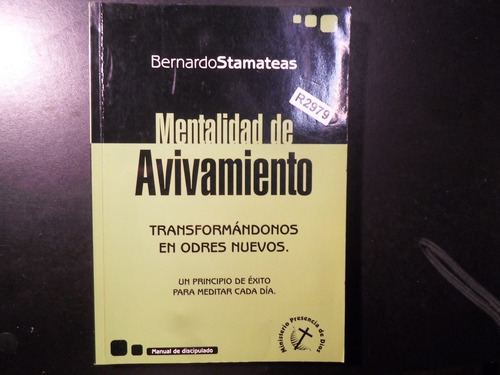 BernardoStamateas
R2979
Mentalidad de
Avivamiento
TRANSFORMÁNDONOS
EN ODRES NUEVOS.
UN PRINCIPIO DE ÉXITO
PARA MEDITAR CADA DÍA.
Manual de discipulado
Ministerio Presencia de Dios